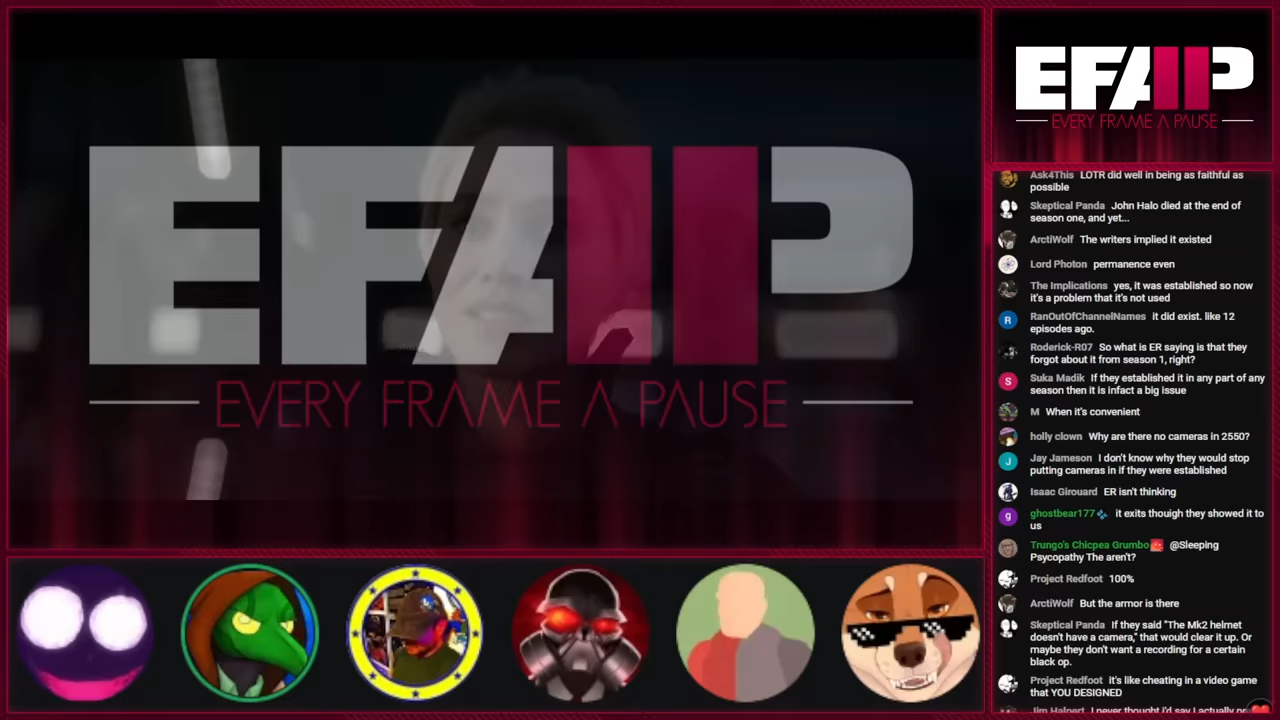 EFAP
EVERY FRAME A PAUSE
EFAP
EVERY FRAME A PAUSE
Ask4This LOTR did well in being as faithful as
possible
Skeptical Panda John Halo died at the end of
season one, and yet...
ArctiWolf The writers implied it existed
Lord Photon permanence even
The Implications yes, it was established so now
it's a problem that it's not used
RanOutOfChannelNames it did exist. like 12
episodes ago.
Roderick-R07 So what is ER saying is that they
forgot about it from season 1, right?
Suka Madik If they established it in any part of any
season then it is infact a big issue
M When it's convenient
holly clown Why are there no cameras in 2550?
Jay Jameson I don't know why they would stop
putting cameras in if they were established
Isaac Girouard ER isn't thinking
ghostbear177 it exits thouigh they showed it to
us
Trungo's Chicpea Grumbo @Sleeping
Psycopathy The aren't?
Project Redfoot 100%
ArctiWolf But the armor is there
Skeptical Panda If they said "The Mk2 helmet
doesn't have a camera," that would clear it up. Or
maybe they don't want a recording for a certain
black op.
Project Redfoot it's like cheating in a video game
that YOU DESIGNED
Jim Halpert I never thought i'd say I actually